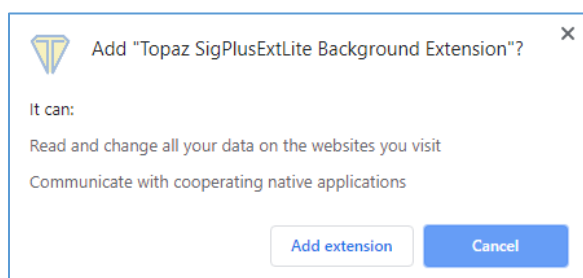 Add "Topaz SigPlusExtLite Background Extension"?
It can:
Read and change all your data on the websites you visit
Communicate with cooperating native applications
Add extension
Cancel